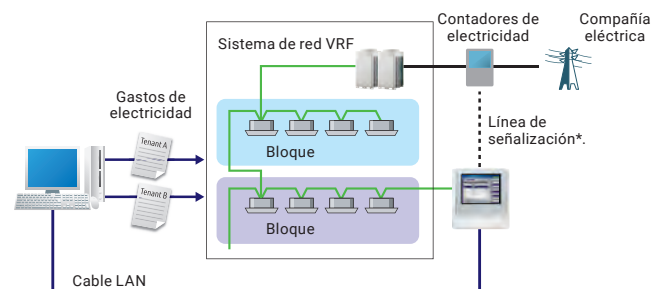 Contadores de
electricidad
Compañía
eléctrica
Sistema de red VRF
Gastos de
electricidad
Tenant A
Tenant B
Bloque
Bloque
Línea de
señalización*.
Cable LAN